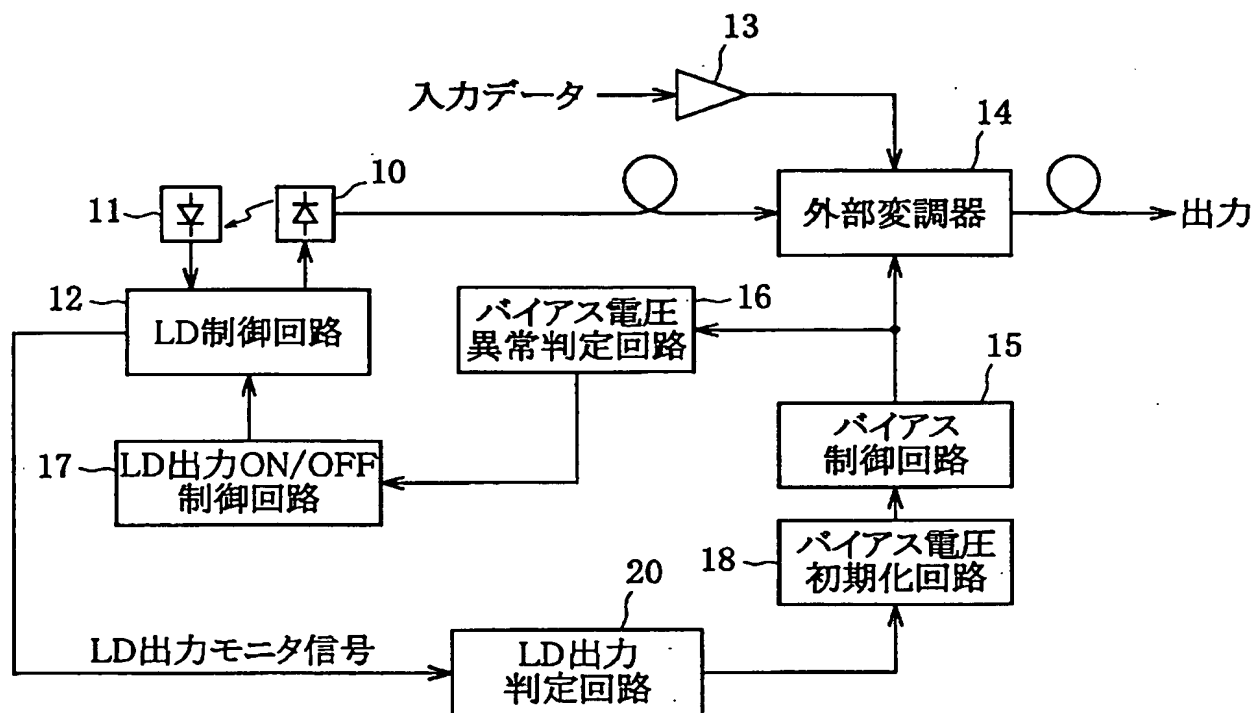 13
入力データ
14
10
11
外部変調器
出力
12
LD制御回路
16
バイアス電圧
異常判定回路
15
バイアス
制御回路
17
LD出力ON/OFF
制御回路
18
バイアス電圧
初期化回路
20
LD出力モニタ信号
LD出力
判定回路